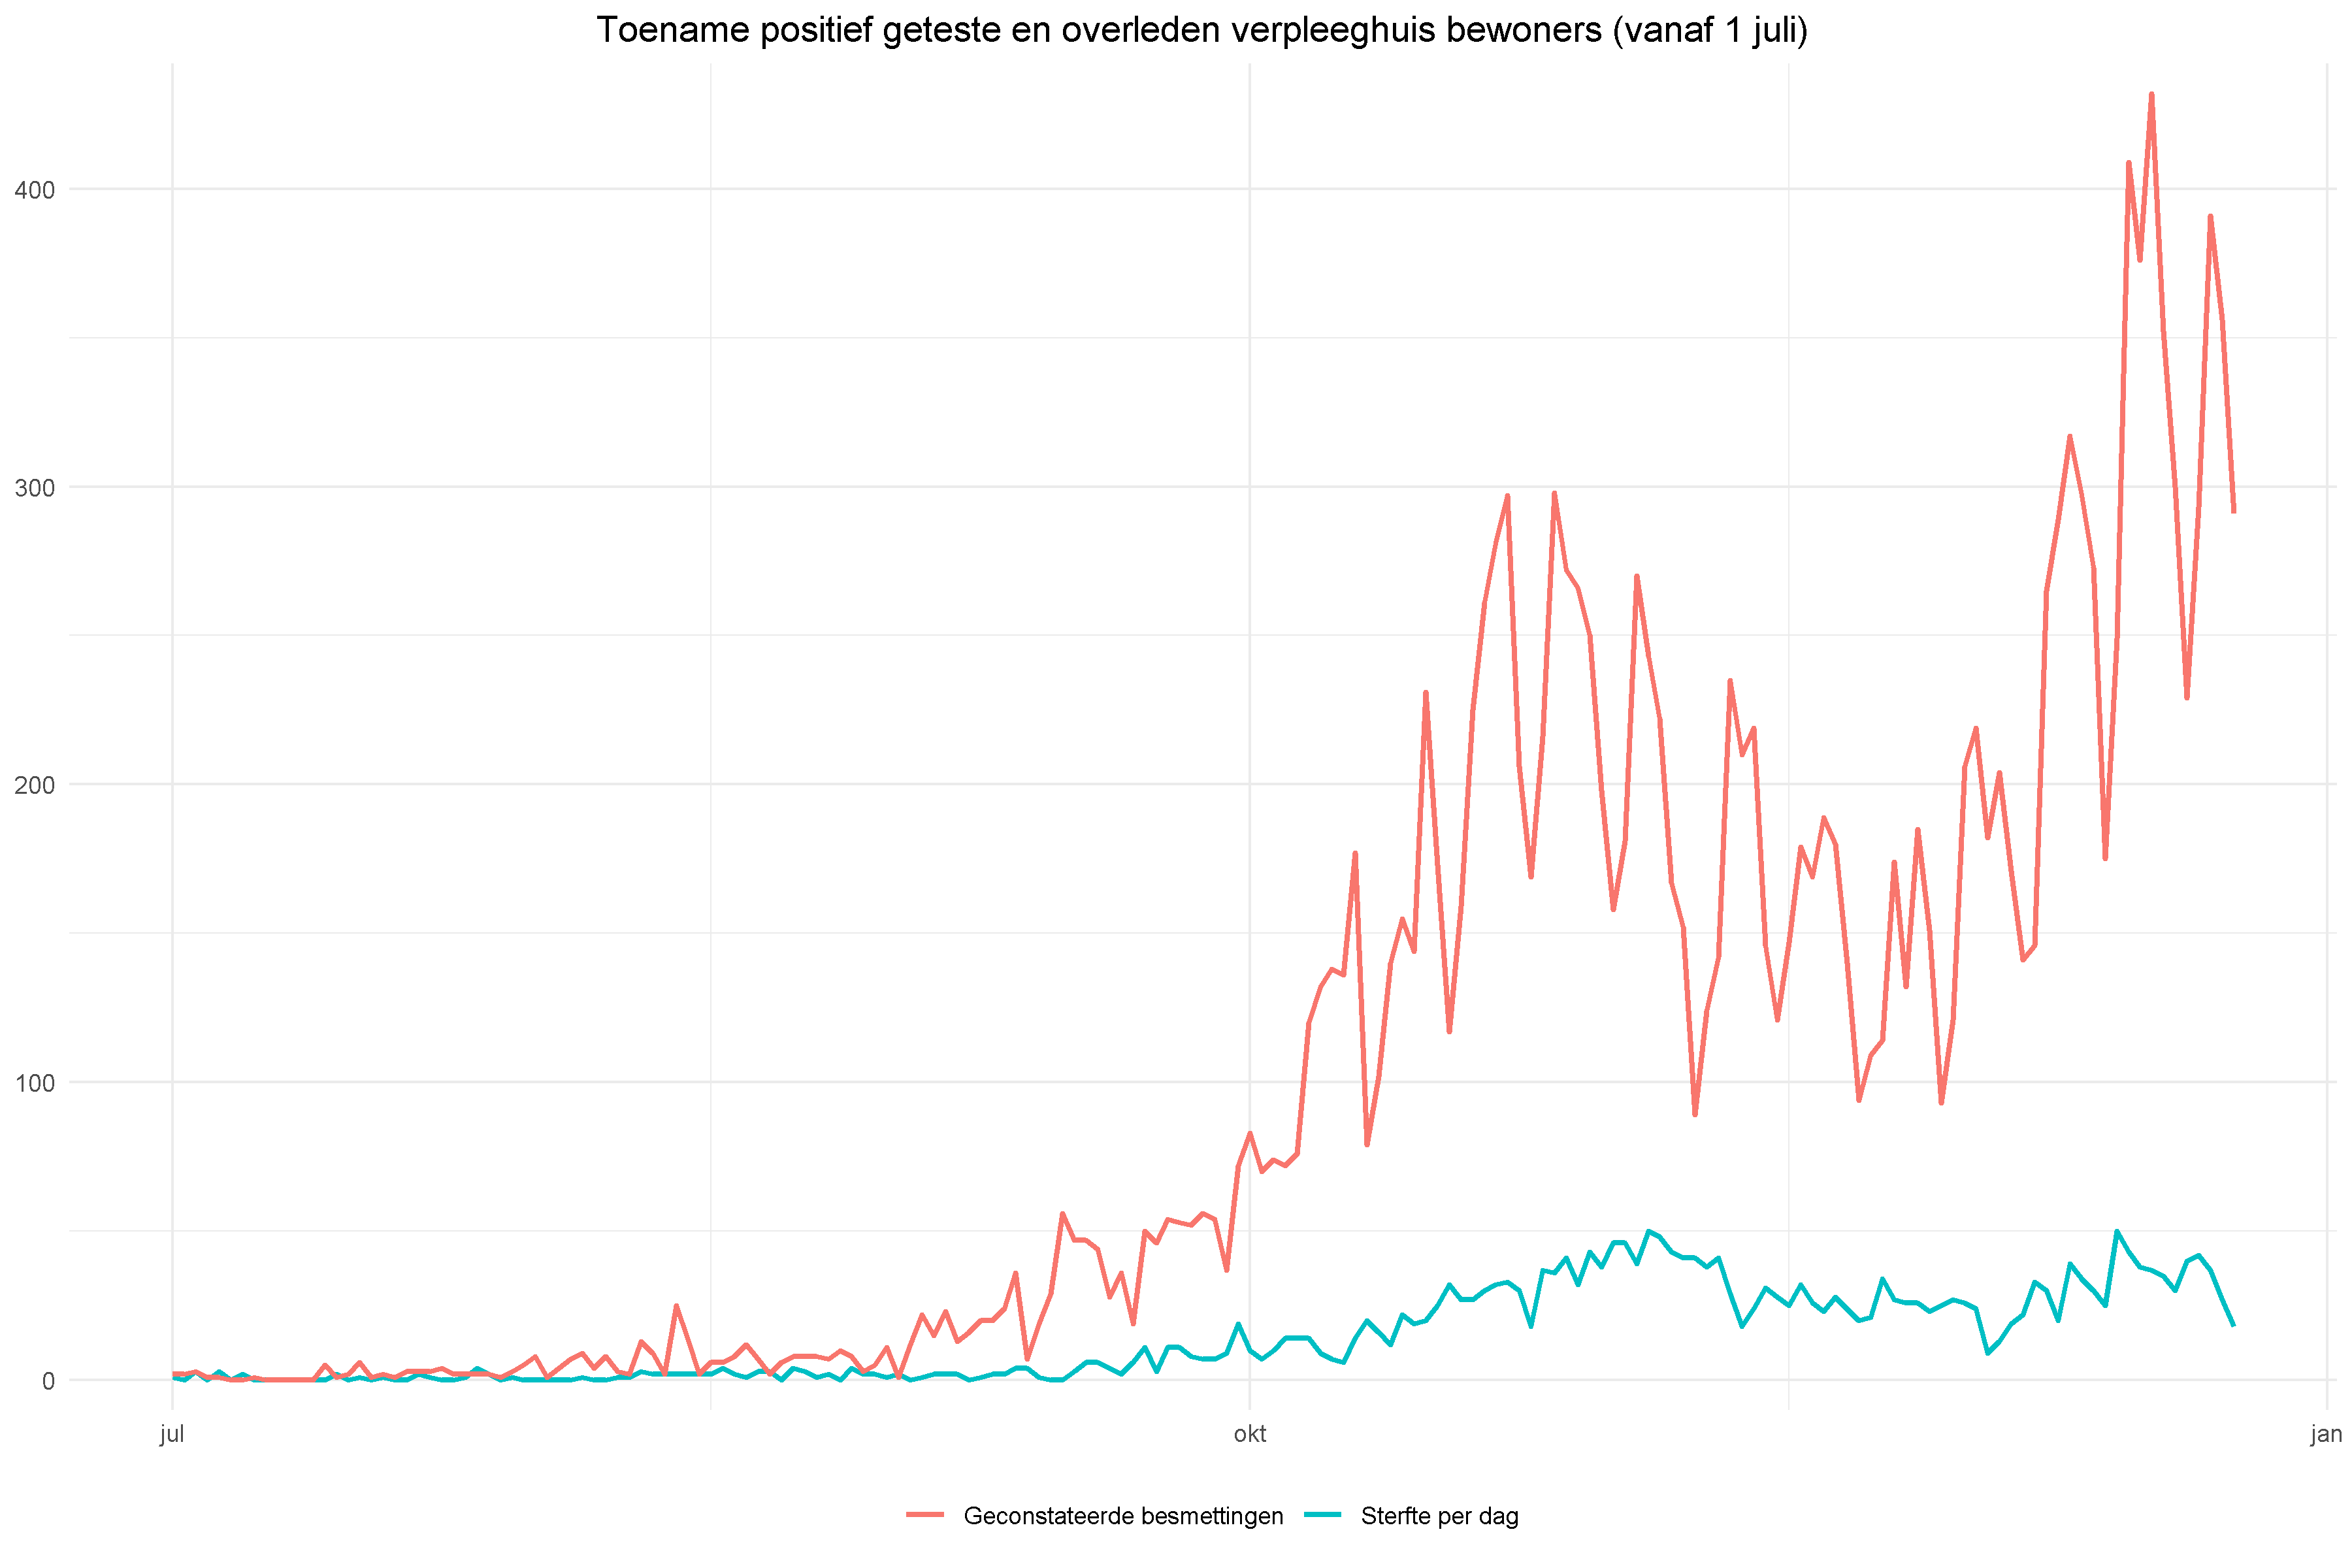 Toename positief geteste en overleden verpleeghuis bewoners (vanaf 1 juli)
400
300
200
100
0
jul okt jan
Geconstateerde besmettingen Sterfte per dag